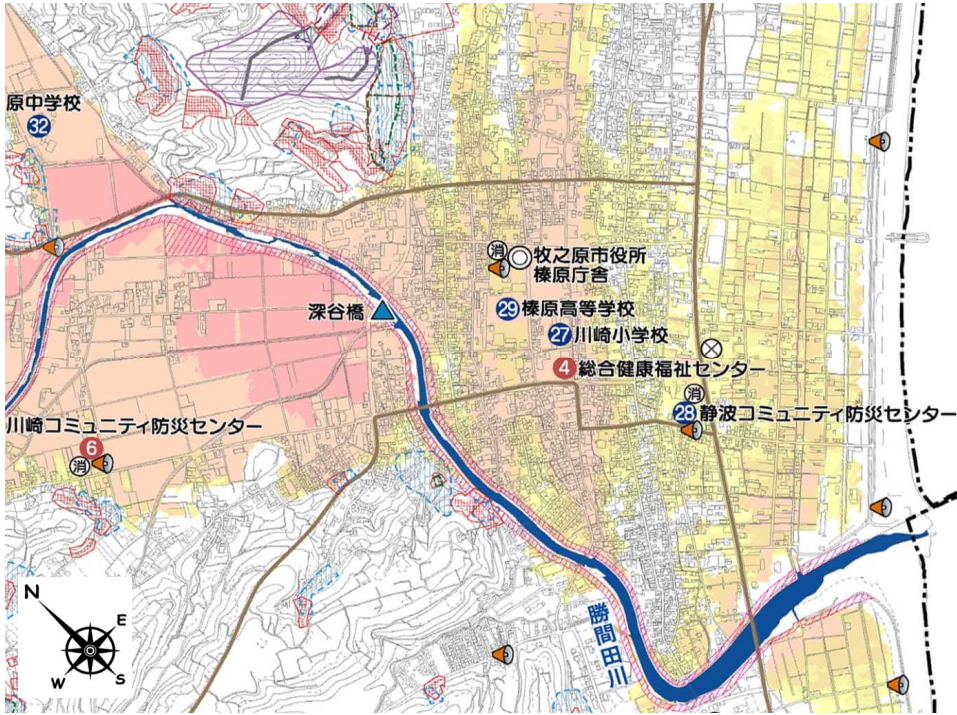 原中学校
32
消
牧之原市役所
榛原庁舎
深谷橋
29 榛原高等学校
27 川崎小学校
4 総合健康福祉センター
消
28 静波コミュニティ防災センター
川崎コミュニティ防災センター
6
消
勝間田川
N
E
W
S